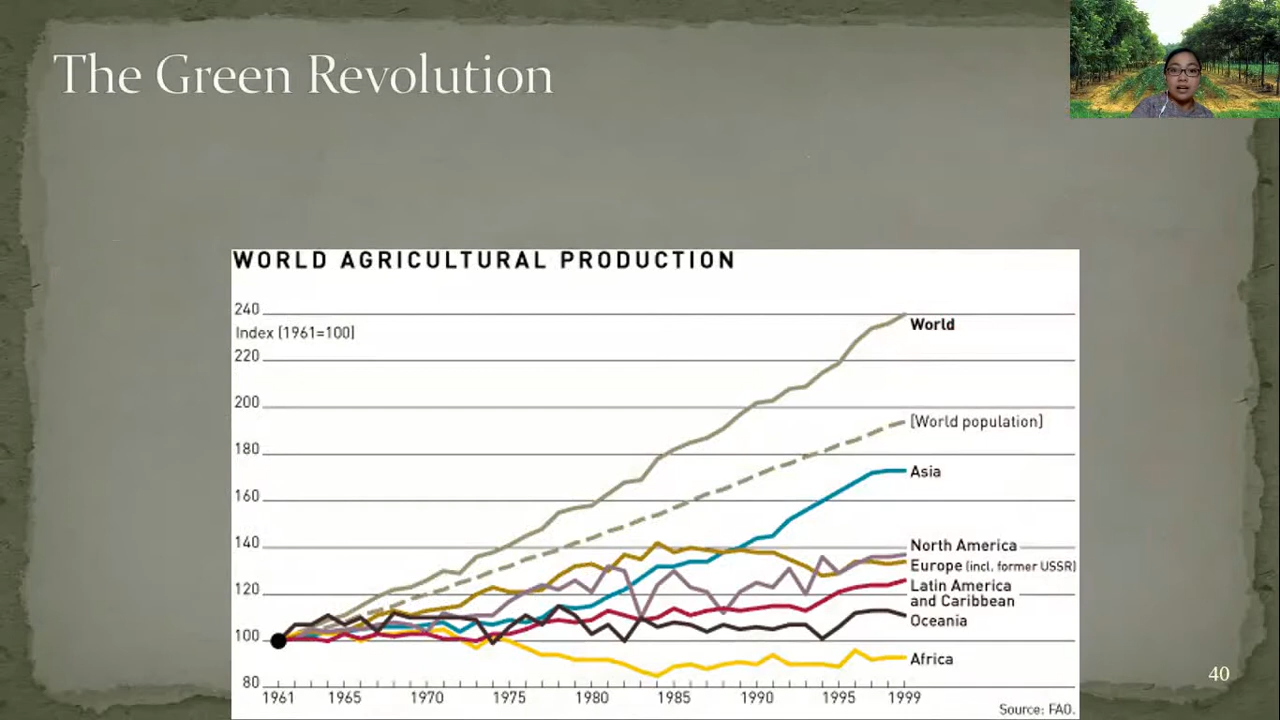 The Green Revolution
WORLD AGRICULTURAL PRODUCTION
240
Index (1961=100)
World
220
200
[World population]
180
Asia
160
140
North America
Europe (incl. former USSR)
120
Latin America
and Caribbean
Oceania
100
Africa
80
1961 1965 1970 1975 1980 1985 1990 1995 1999
Source: FAO.
40